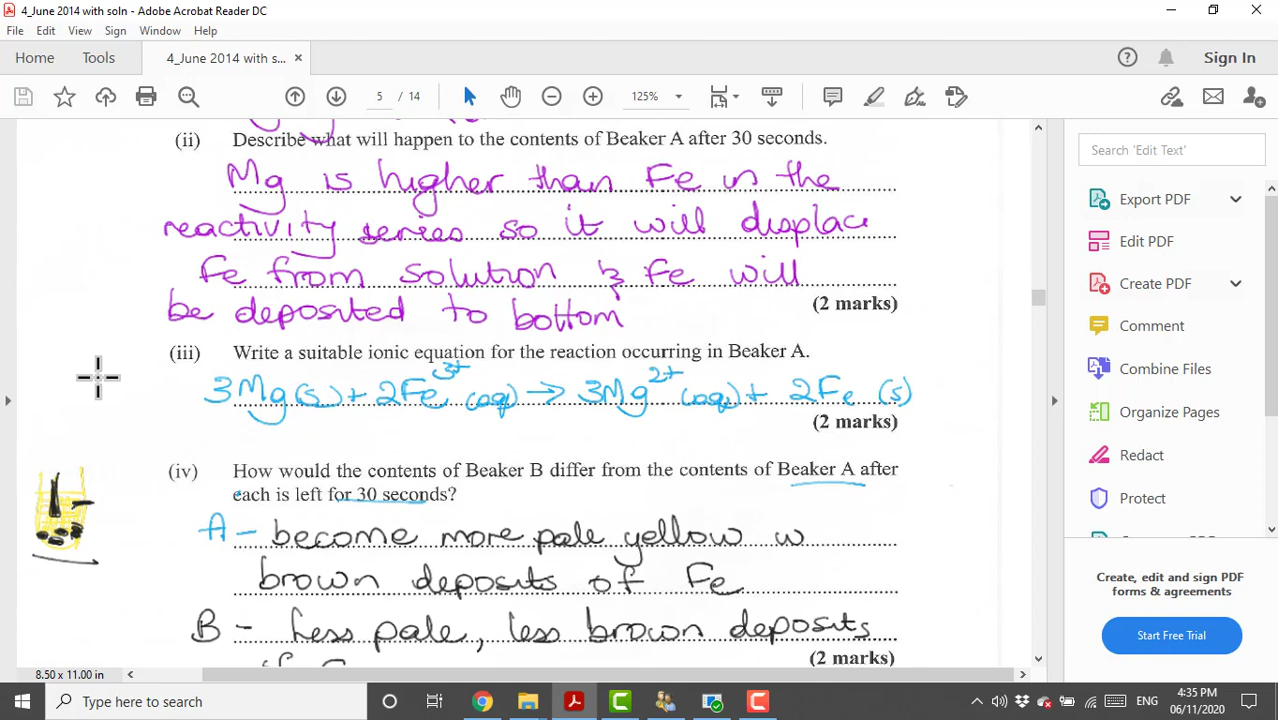 4_June 2014 with soln - Adobe Acrobat Reader DC
File Edit View Sign Window Help
Home Tools 4_June 2014 with s... × Sign In
5 / 14 125%
(ii) Describe what will happen to the contents of Beaker A after 30 seconds.
Mg is higher than Fe in the
reactivity series so it will displace
Fe from solution & Fe will
be deposited to bottom
(2 marks)
(iii) Write a suitable ionic equation for the reaction occurring in Beaker A.
3Mg(s) + 2Fe³⁺(aq) → 3Mg²⁺(aq) + 2Fe (s)
(2 marks)
(iv) How would the contents of Beaker B differ from the contents of Beaker A after
each is left for 30 seconds?
A - become more pale yellow w
brown deposits of Fe
B - Less pale, less brown deposits
(2 marks)
8.50 x 11.00 in
Search 'Edit Text'
Export PDF
Edit PDF
Create PDF
Comment
Combine Files
Organize Pages
Redact
Protect
Convert, edit and sign PDF
forms & agreements
Start Free Trial
Type here to search
ENG
4:35 PM
06/11/2020